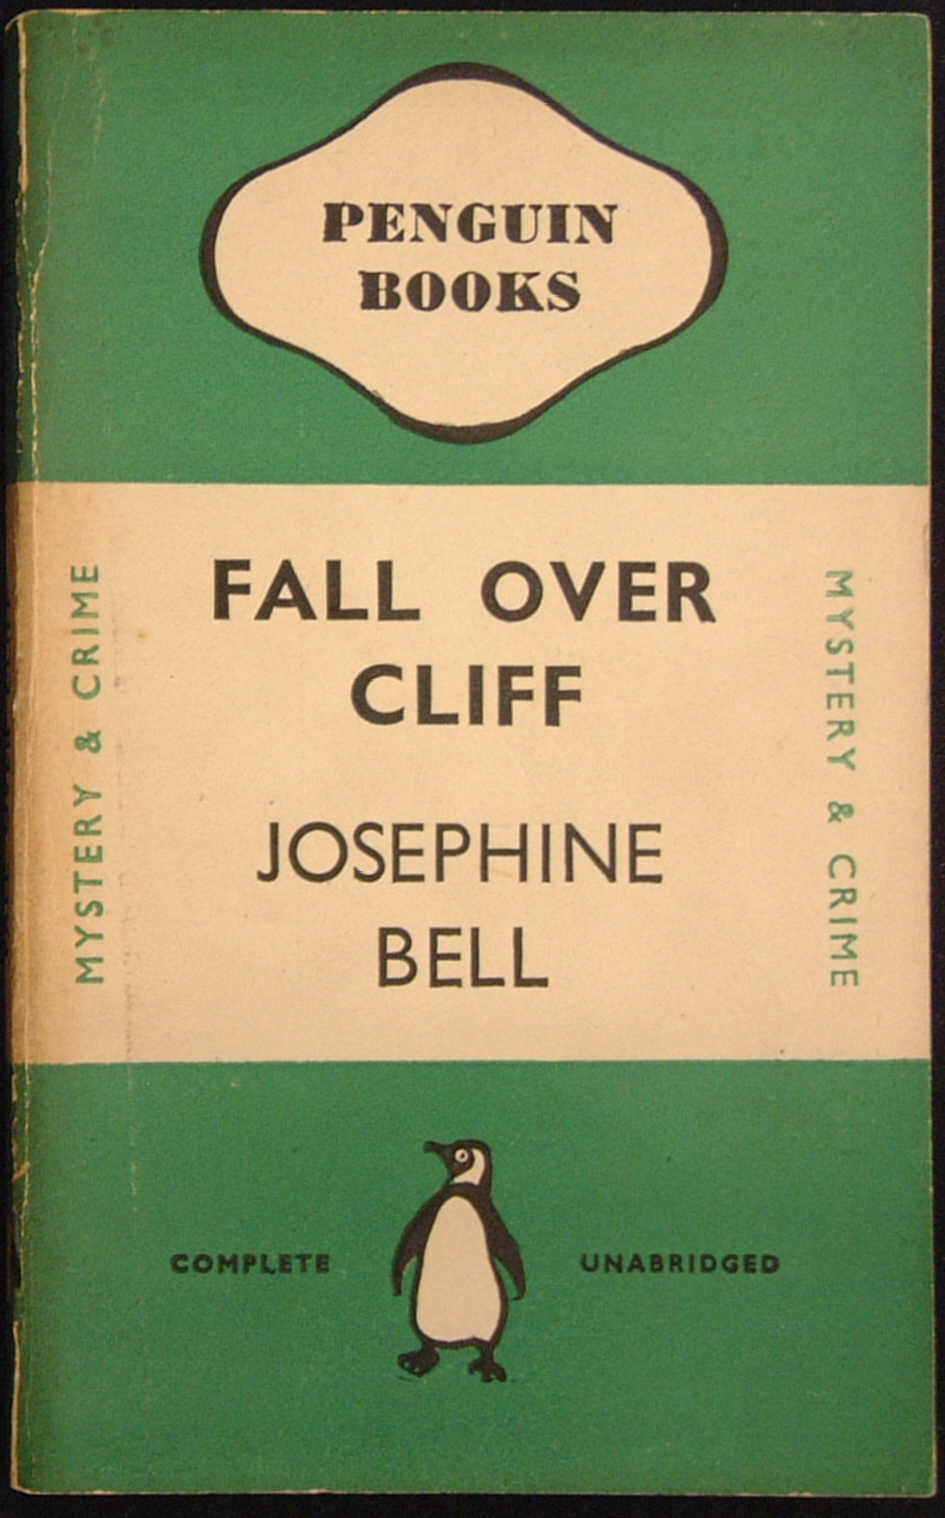 PENGUIN
BOOKS
FALL OVER
CLIFF
JOSEPHINE
BELL
MYSTERY & CRIME
MYSTERY & CRIME
COMPLETE
UNABRIDGED